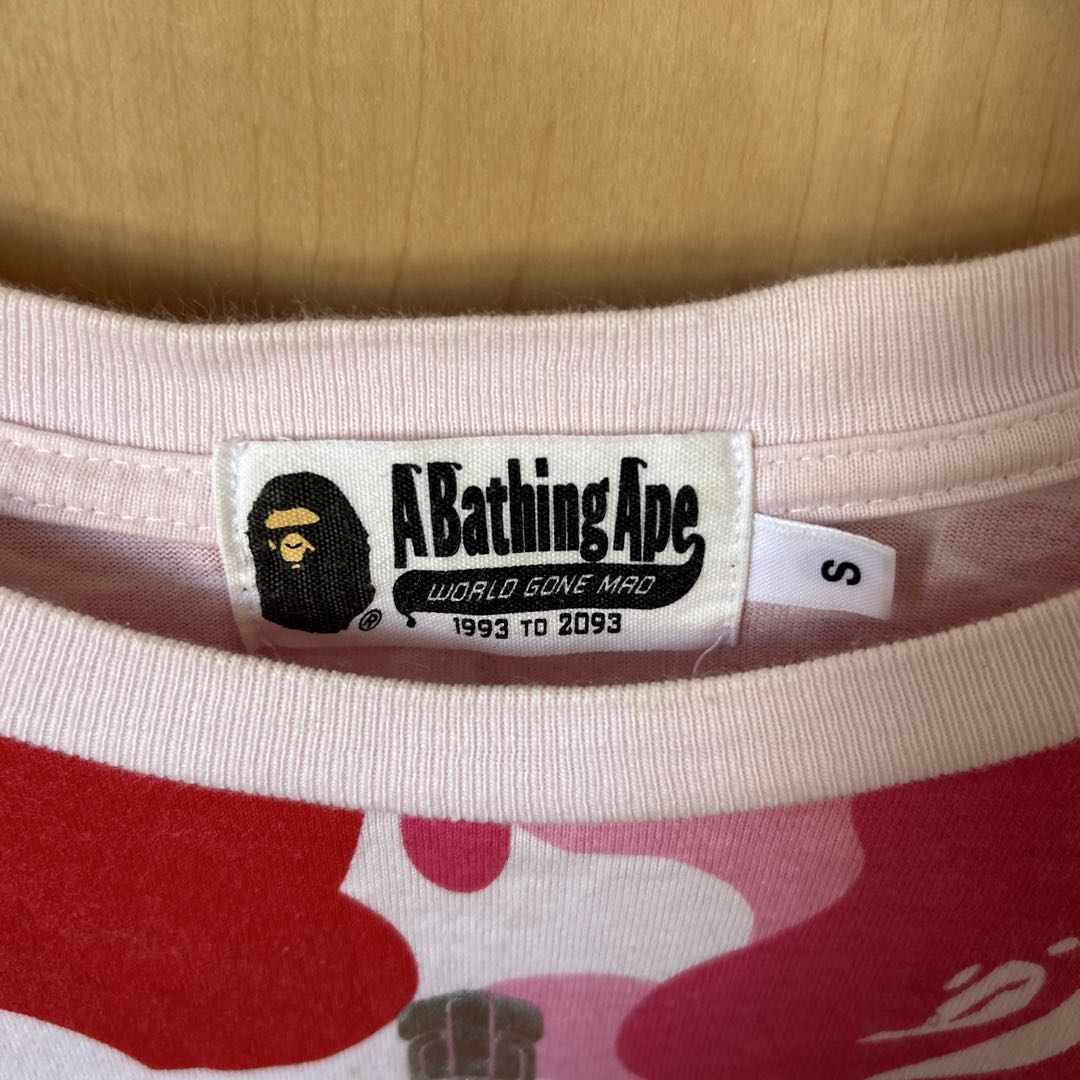 A Bathing Ape
WORLD GONE MAD
1993 TO 2093
®
S